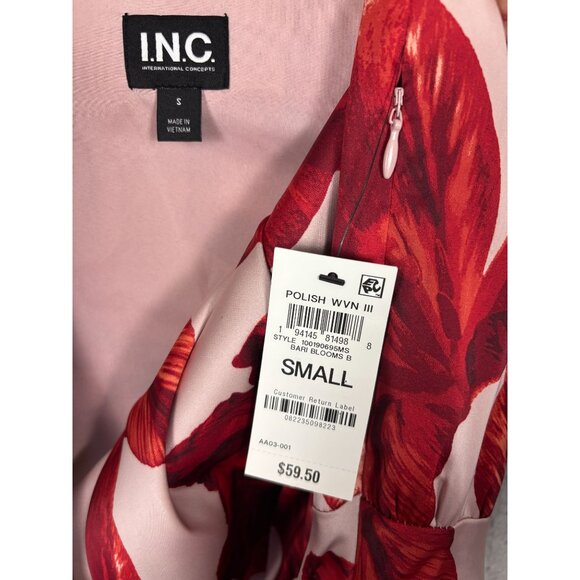 I.N.C.
INTERNATIONAL CONCEPTS
S
MADE IN
VIETNAM
POLISH WVN III
1 94145 81498 8
STYLE 100190695MS
BARI BLOOMS B
SMALL
Customer Return Label
082235098223
AA03-001
$59.50